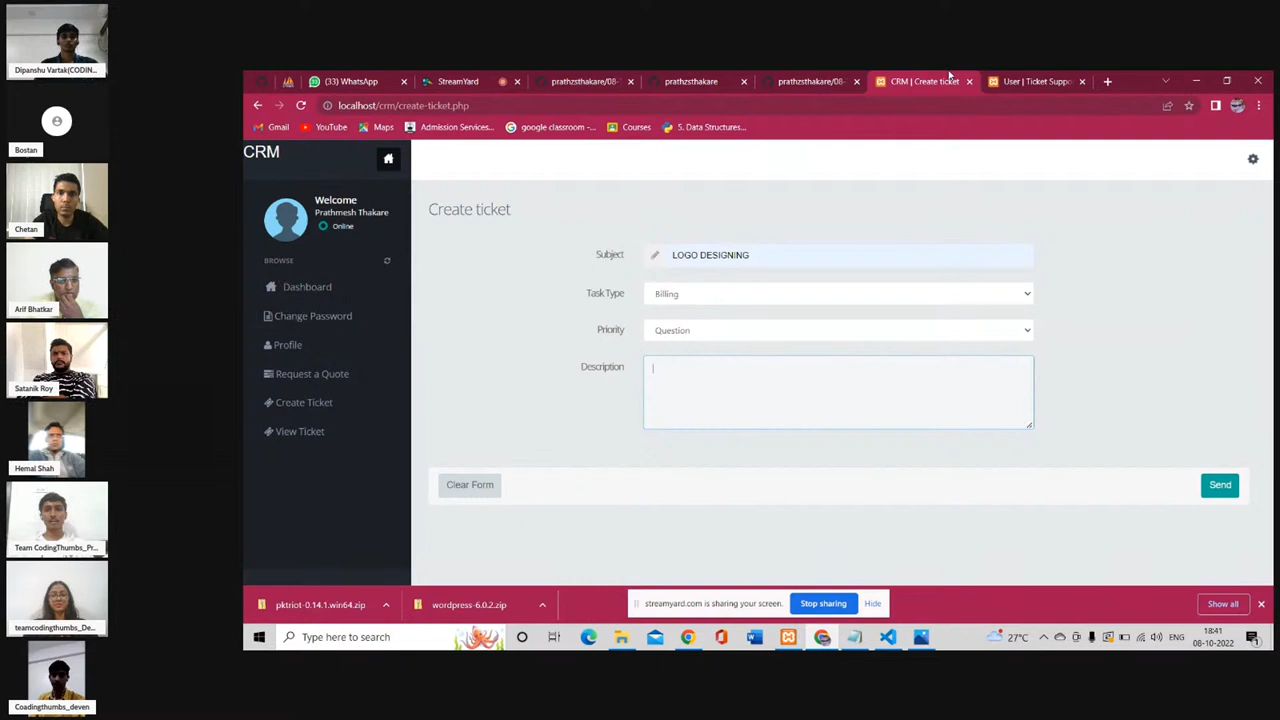 Dipanshu Vartak(CODIN...
Bostan
Chetan
Arif Bhatkar
Satanik Roy
Hemal Shah
Team CodingThumbs_Pr...
teamcodingthumbs_De...
Coadingthumbs_deven
(33) WhatsApp
StreamYard
prathzsthakare/08-
prathzsthakare
prathzsthakare/08-
CRM | Create ticket
User | Ticket Suppo
localhost/crm/create-ticket.php
Gmail
YouTube
Maps
Admission Services...
google classroom -...
Courses
5. Data Structures...
CRM
Welcome
Prathmesh Thakare
Online
BROWSE
Dashboard
Change Password
Profile
Request a Quote
Create Ticket
View Ticket
Create ticket
Subject
LOGO DESIGNING
Task Type
Billing
Priority
Question
Description
Clear Form
Send
pktriot-0.14.1.win64.zip
wordpress-6.0.2.zip
streamyard.com is sharing your screen.
Stop sharing
Hide
Show all
Type here to search
27°C
ENG
18:41
08-10-2022